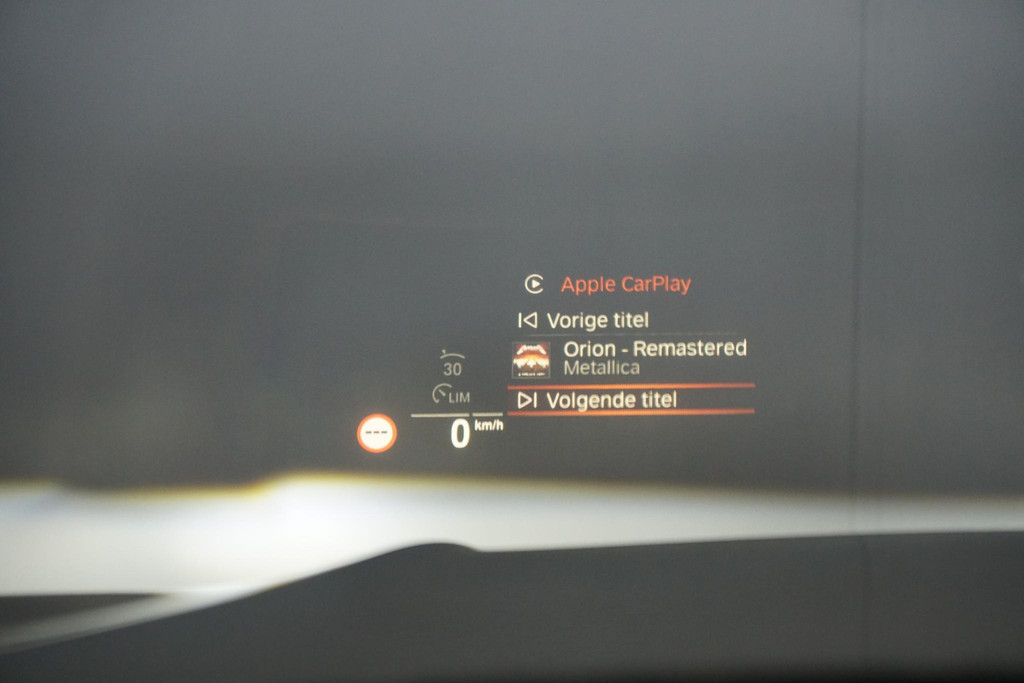 Apple CarPlay
Vorige titel
Orion - Remastered
Metallica
Volgende titel
30
LIM
---
0 km/h